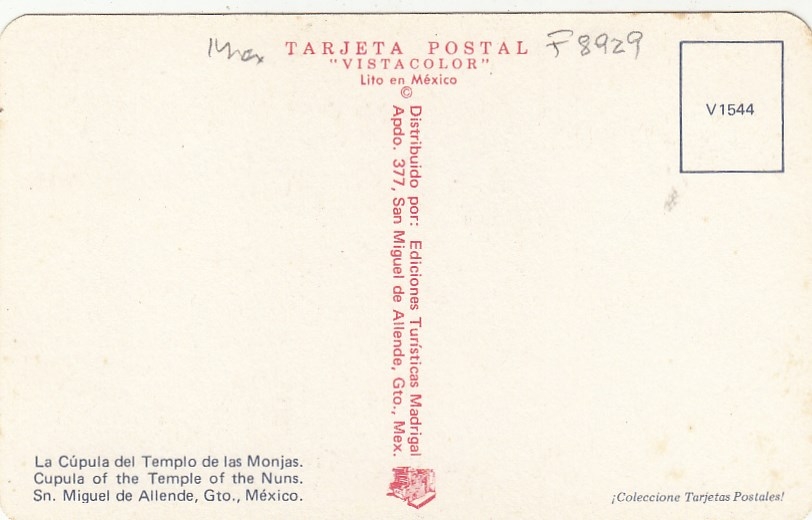 TARJETA POSTAL F8929
"VISTACOLOR"
Lito en México
©
V1544
Distribuido por: Ediciones Turísticas Madrigal
Apdo. 377, San Miguel de Allende, Gto., Mex.
La Cúpula del Templo de las Monjas.
Cupula of the Temple of the Nuns.
Sn. Miguel de Allende, Gto., México.
¡Coleccione Tarjetas Postales!